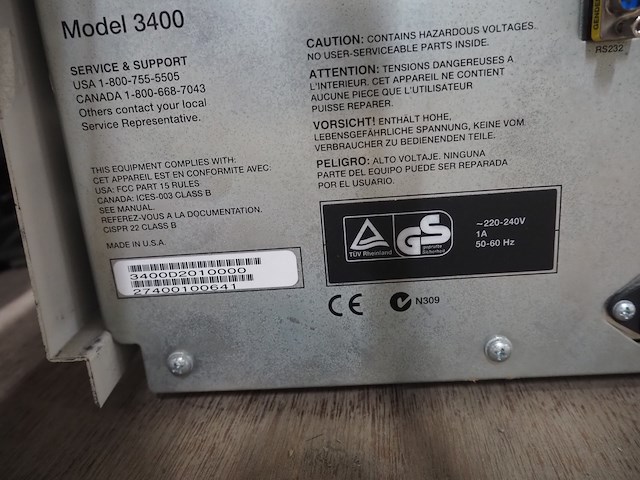 Model 3400
SERVICE & SUPPORT
USA 1-800-755-5505
CANADA 1-800-668-7043
Others contact your local
Service Representative.
THIS EQUIPMENT COMPLIES WITH:
CET APPAREIL EST EN CONFORMITE AVEC:
USA: FCC PART 15 RULES
CANADA: ICES-003 CLASS B
SEE MANUAL.
REFEREZ-VOUS A LA DOCUMENTATION.
CISPR 22 CLASS B
MADE IN U.S.A.
3400D2010000
27400100641
CAUTION: CONTAINS HAZARDOUS VOLTAGES.
NO USER-SERVICEABLE PARTS INSIDE.
ATTENTION: TENSIONS DANGEREUSES A
L'INTERIEUR. CET APPAREIL NE CONTIENT
AUCUNE PIECE QUE L'UTILISATEUR
PUISSE REPARER.
VORSICHT! ENTHÄLT HOHE,
LEBENSGEFÄHRLICHE SPANNUNG, KEINE VOM
VERBRAUCHER ZU BEDIENENDEN TEILE.
PELIGRO: ALTO VOLTAJE. NINGUNA
PARTE DEL EQUIPO PUEDE SER REPARADA
POR EL USUARIO.
TÜV Rheinland
GS
geprüfte
Sicherheit
~220-240V
1A
50-60 Hz
CE
N309
GENDER
RS232